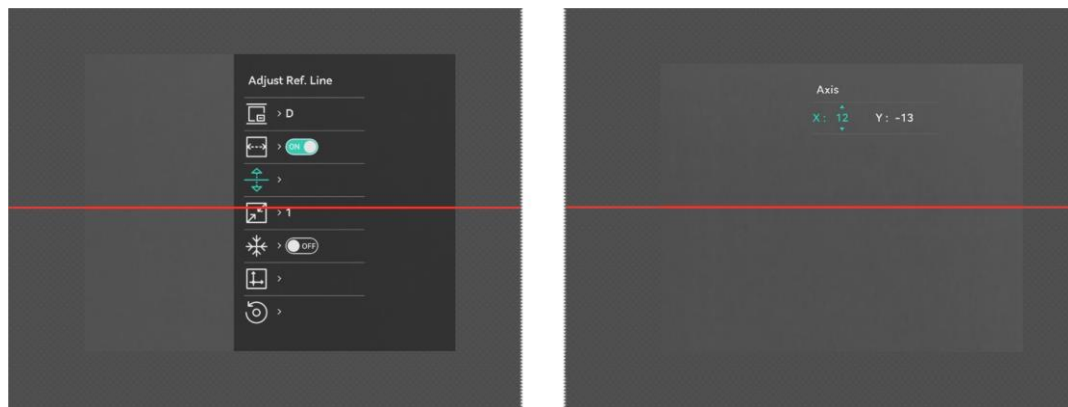 Adjust Ref. Line
> D
> ON
>
> 1
> OFF
>
>
Axis
X : 12 Y : -13